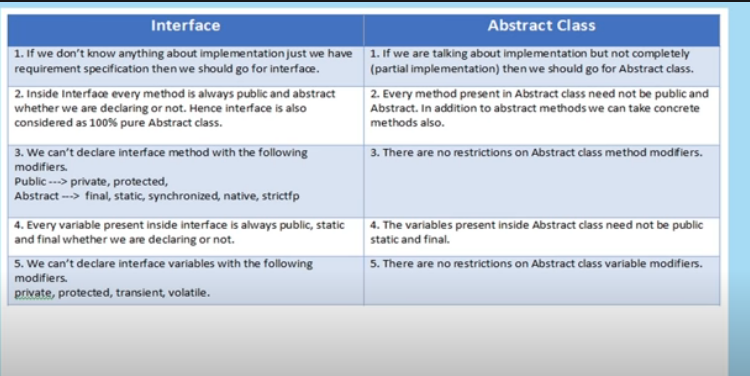 Interface
Abstract Class
1. If we don't know anything about implementation just we have
requirement specification then we should go for interface.
1. If we are talking about implementation but not completely
(partial implementation) then we should go for Abstract class.
2. Inside Interface every method is always public and abstract
whether we are declaring or not. Hence interface is also
considered as 100% pure Abstract class.
2. Every method present in Abstract class need not be public and
Abstract. In addition to abstract methods we can take concrete
methods also.
3. We can't declare interface method with the following
modifiers.
Public ---> private, protected,
Abstract ---> final, static, synchronized, native, strictfp
3. There are no restrictions on Abstract class method modifiers.
4. Every variable present inside interface is always public, static
and final whether we are declaring or not.
4. The variables present inside Abstract class need not be public
static and final.
5. We can't declare interface variables with the following
modifiers.
private, protected, transient, volatile.
5. There are no restrictions on Abstract class variable modifiers.